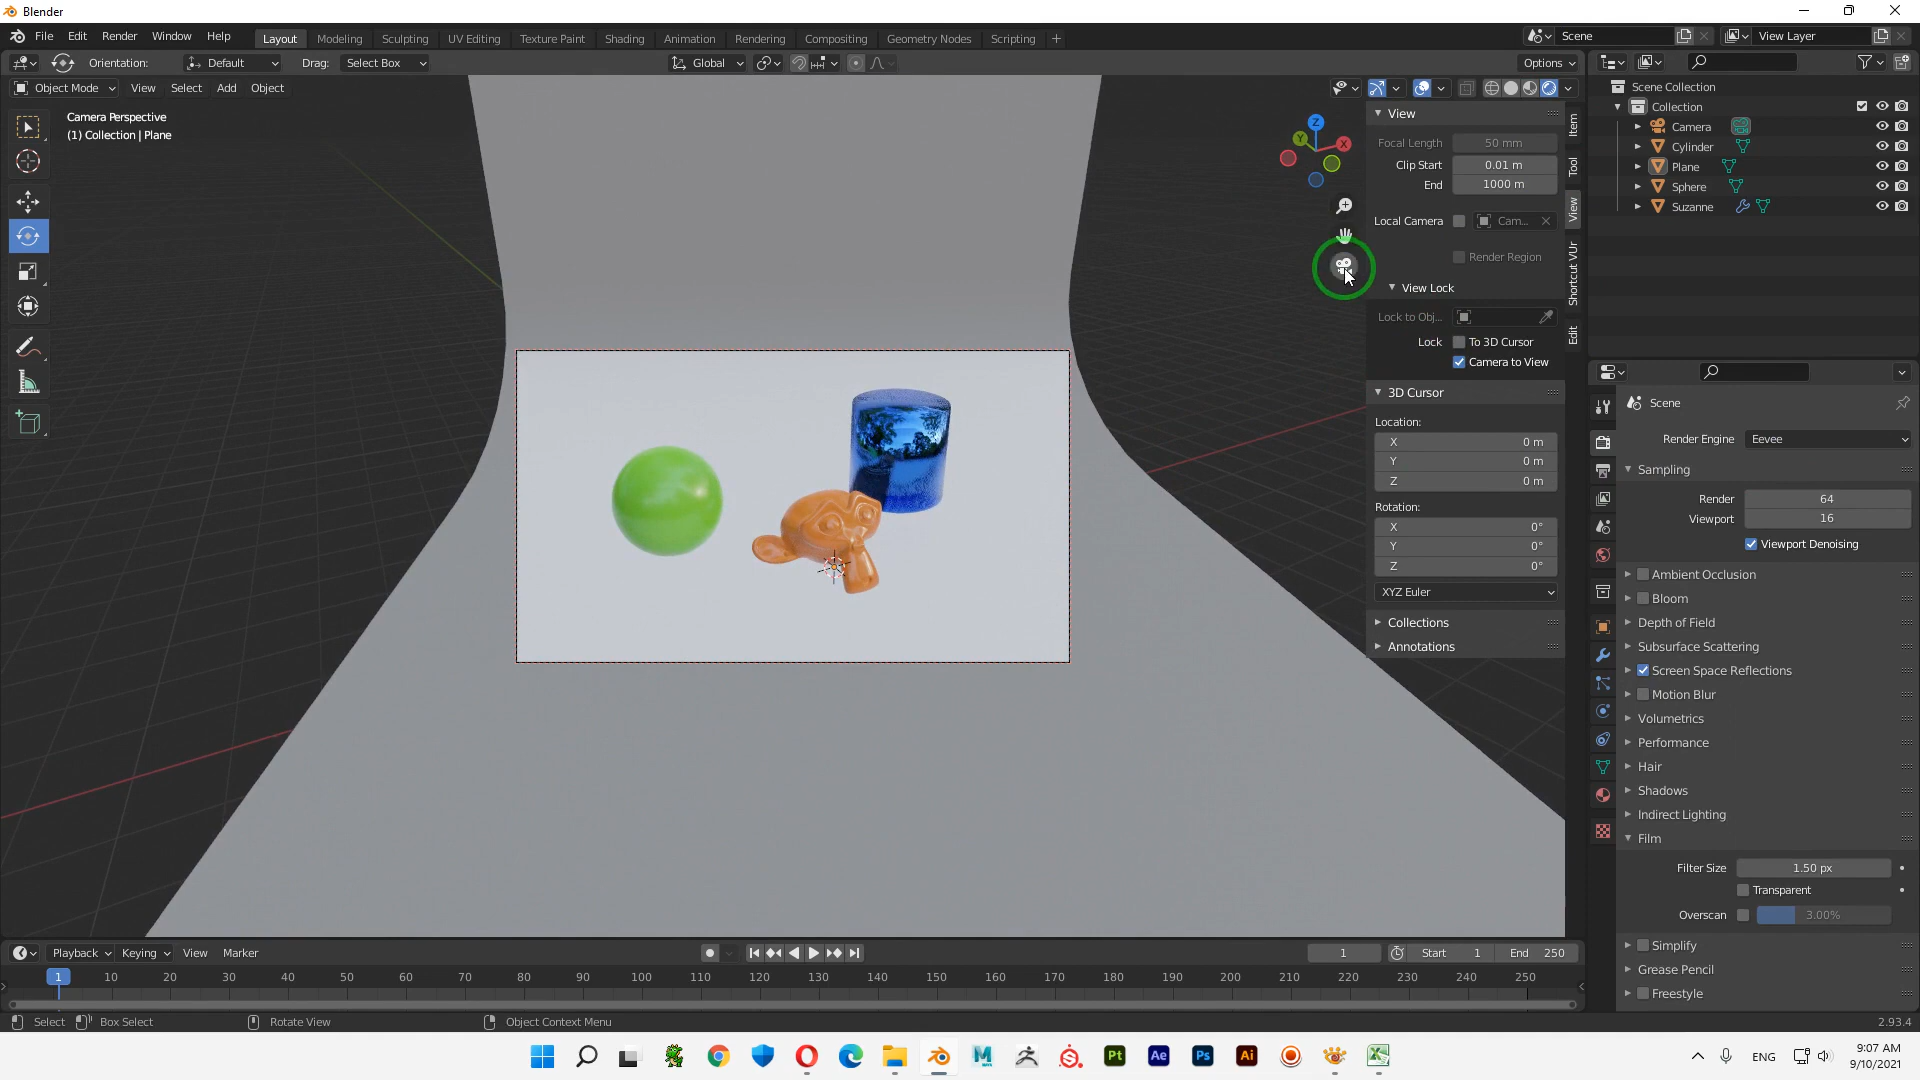 Blender
File Edit Render Window Help Layout Modeling Sculpting UV Editing Texture Paint Shading Animation Rendering Compositing Geometry Nodes Scripting + Scene View Layer
Orientation: Default Drag: Select Box Global Options
Object Mode View Select Add Object
Camera Perspective
(1) Collection | Plane
Z
Y
X
View
Focal Length 50 mm
Clip Start 0.01 m
End 1000 m
Local Camera Cam...
Render Region
View Lock
Lock to Obj...
Lock To 3D Cursor
Camera to View
3D Cursor
Location:
X 0 m
Y 0 m
Z 0 m
Rotation:
X 0°
Y 0°
Z 0°
XYZ Euler
Collections
Annotations
Item
Tool
View
Shortcut VUr
Edit
Scene Collection
Collection
Camera
Cylinder
Plane
Sphere
Suzanne
Scene
Render Engine Eevee
Sampling
Render 64
Viewport 16
Viewport Denoising
Ambient Occlusion
Bloom
Depth of Field
Subsurface Scattering
Screen Space Reflections
Motion Blur
Volumetrics
Performance
Hair
Shadows
Indirect Lighting
Film
Filter Size 1.50 px
Transparent
Overscan 3.00%
Simplify
Grease Pencil
Freestyle
Playback Keying View Marker 1 Start 1 End 250
1 10 20 30 40 50 60 70 80 90 100 110 120 130 140 150 160 170 180 190 200 210 220 230 240 250
Select Box Select Rotate View Object Context Menu 2.93.4
Pt Ae Ps Ai ENG 9:07 AM
9/10/2021